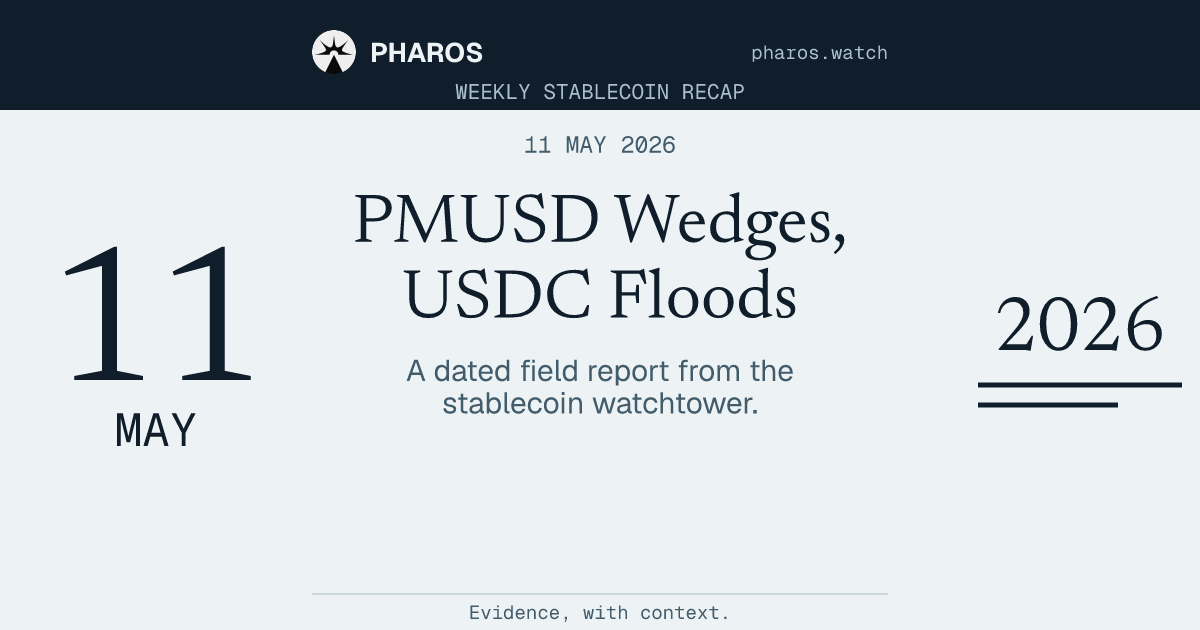 PHAROS
pharos.watch
WEEKLY STABLECOIN RECAP
11 MAY 2026
PMUSD Wedges,
USDC Floods
A dated field report from the
stablecoin watchtower.
11
MAY
2026
Evidence, with context.